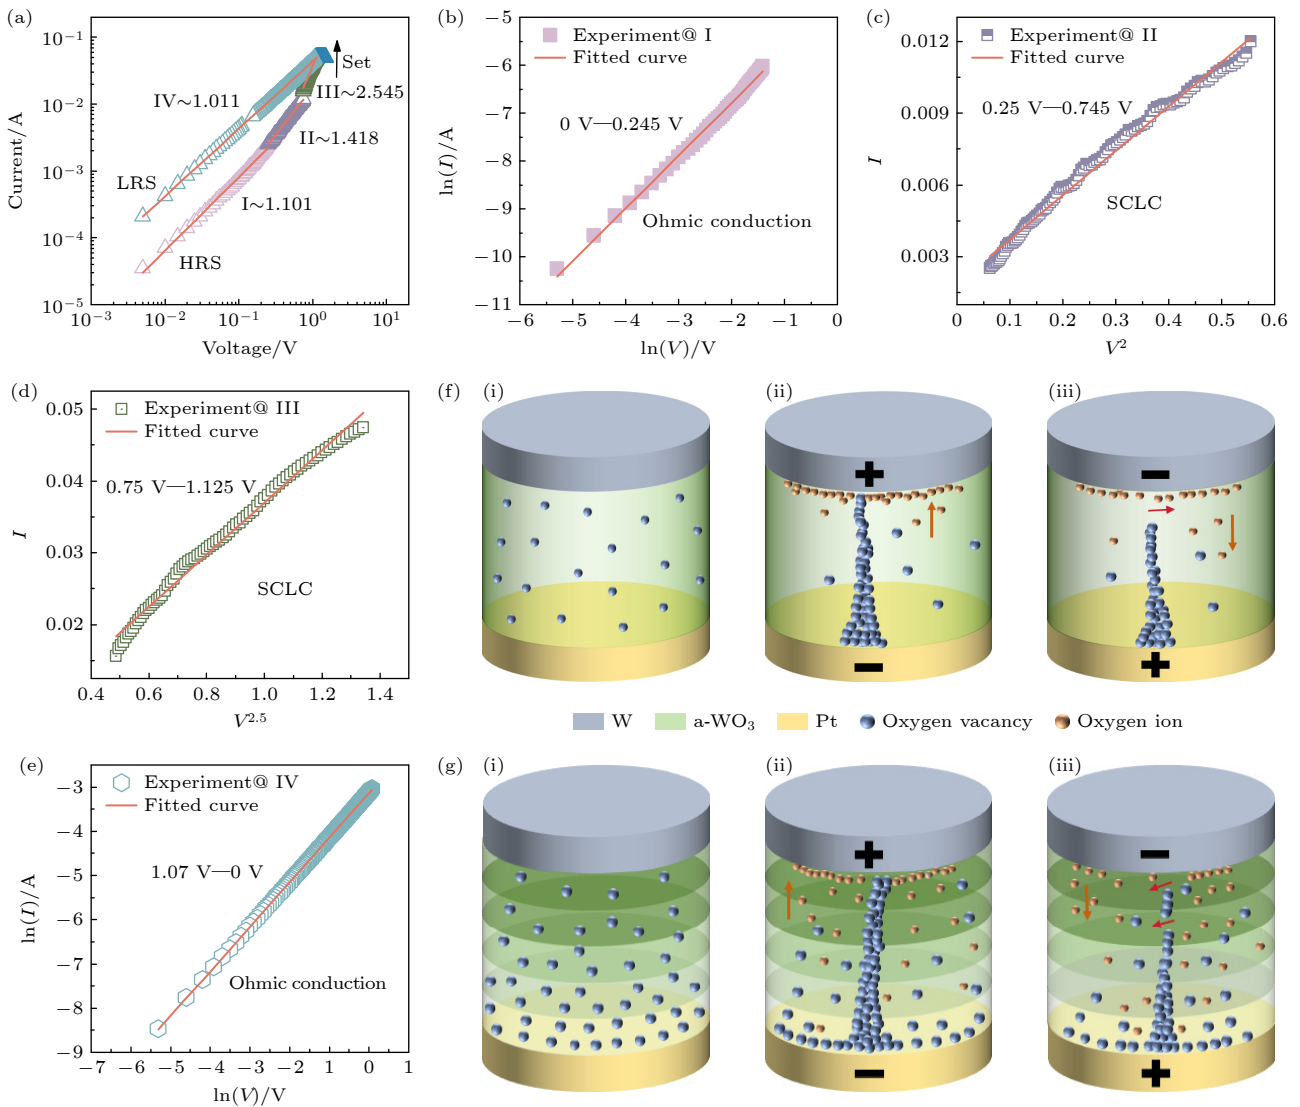 (a)
Current/A
10⁻¹
10⁻²
10⁻³
10⁻⁴
10⁻⁵
Set
IV~1.011
III~2.545
II~1.418
LRS
I~1.101
HRS
10⁻³ 10⁻² 10⁻¹ 10⁰ 10¹
Voltage/V
(b)
ln(I)/A
−5
−6
−7
−8
−9
−10
−11
Experiment@ I
Fitted curve
0 V—0.245 V
Ohmic conduction
−6 −5 −4 −3 −2 −1 0
ln(V)/V
(c)
I
0.012
0.009
0.006
0.003
Experiment@ II
Fitted curve
0.25 V—0.745 V
SCLC
0 0.1 0.2 0.3 0.4 0.5 0.6
V²
(d)
I
0.05
0.04
0.03
0.02
Experiment@ III
Fitted curve
0.75 V—1.125 V
SCLC
0.4 0.6 0.8 1.0 1.2 1.4
V²·⁵
(f) (i) (ii) (iii)
+ −
− +
W a-WO₃ Pt Oxygen vacancy Oxygen ion
(e)
ln(I)/A
−3
−4
−5
−6
−7
−8
−9
Experiment@ IV
Fitted curve
1.07 V—0 V
Ohmic conduction
−7 −6 −5 −4 −3 −2 −1 0 1
ln(V)/V
(g) (i) (ii) (iii)
+ −
− +